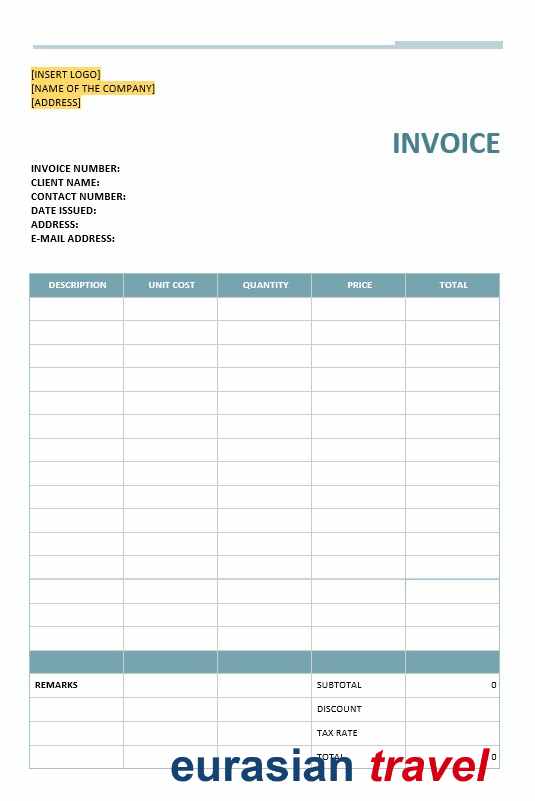 [INSERT LOGO]
[NAME OF THE COMPANY]
[ADDRESS]
INVOICE
INVOICE NUMBER:
CLIENT NAME:
CONTACT NUMBER:
DATE ISSUED:
ADDRESS:
E-MAIL ADDRESS:
DESCRIPTION UNIT COST QUANTITY PRICE TOTAL
REMARKS SUBTOTAL 0
DISCOUNT
TAX RATE
TOTAL 0
eurasian travel